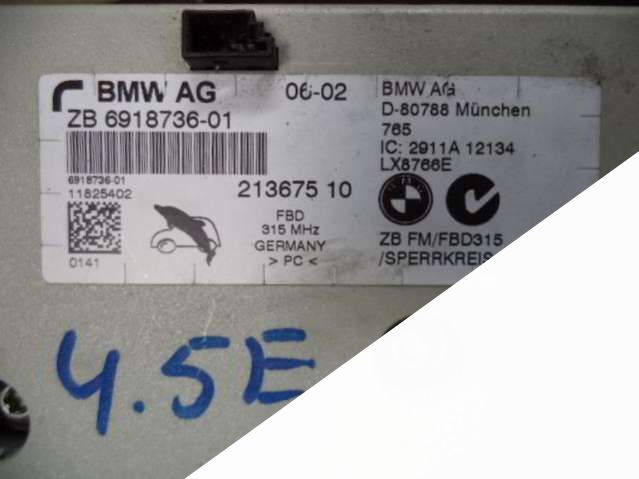 BMW AG 06-02
ZB 6918736-01
6918736-01
11825402
213675 10
FBD
315 MHz
GERMANY
> PC <
0141
BMW AG
D-80788 München
765
IC: 2911A 12134
LX8766E
BMW
ZB FM/FBD315
/SPERRKREIS
4.5E